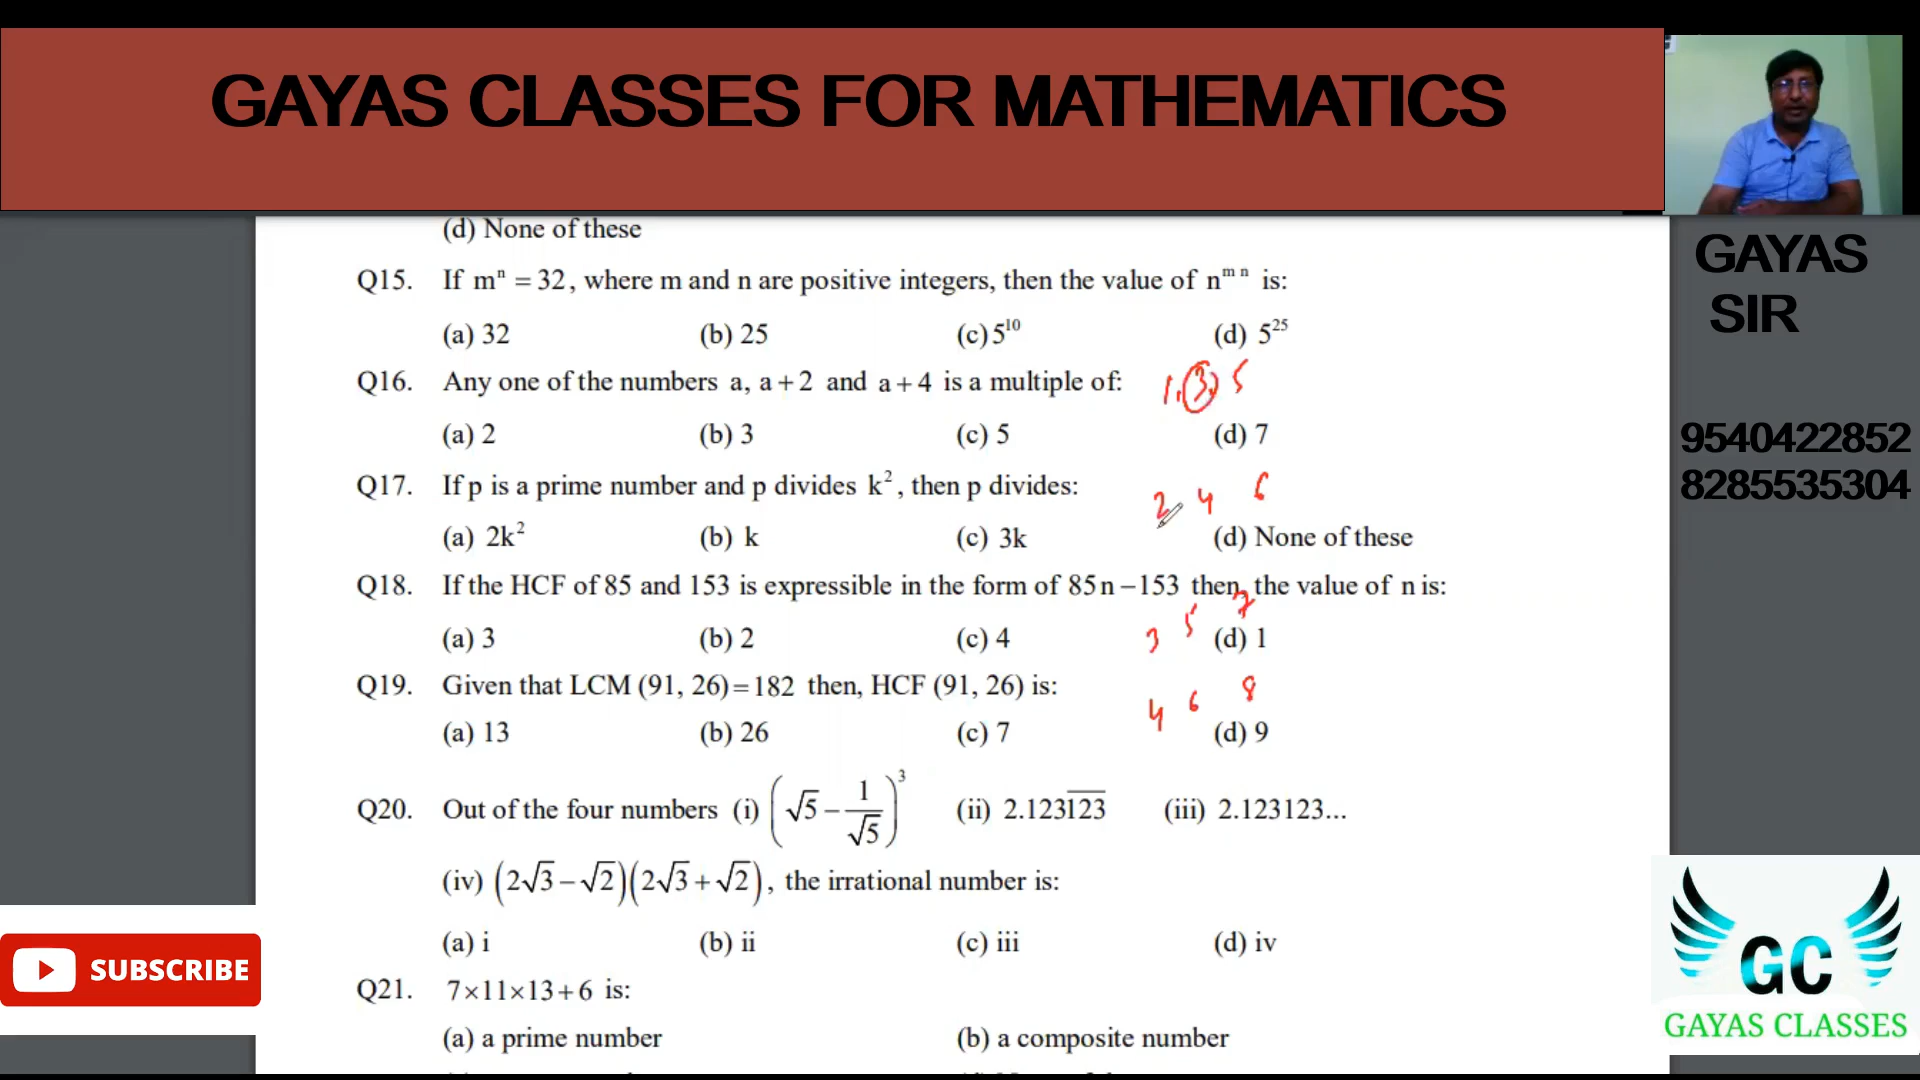 GAYAS CLASSES FOR MATHEMATICS
GAYAS
SIR
9540422852
8285535304
(d) None of these
Q15. If mⁿ = 32, where m and n are positive integers, then the value of nᵐⁿ is:
(a) 32 (b) 25 (c) 5¹⁰ (d) 5²⁵
Q16. Any one of the numbers a, a + 2 and a + 4 is a multiple of: 1, 3, 5
(a) 2 (b) 3 (c) 5 (d) 7
Q17. If p is a prime number and p divides k², then p divides: 2 4 6
(a) 2k² (b) k (c) 3k (d) None of these
Q18. If the HCF of 85 and 153 is expressible in the form of 85n − 153 then, the value of n is:
3 5 7
(a) 3 (b) 2 (c) 4 (d) 1
Q19. Given that LCM (91, 26) = 182 then, HCF (91, 26) is:
4 6 8
(a) 13 (b) 26 (c) 7 (d) 9
Q20. Out of the four numbers (i) (√5 − 1/√5)³ (ii) 2.1231̅2̅3̅ (iii) 2.123123...
(iv) (2√3 − √2)(2√3 + √2), the irrational number is:
(a) i (b) ii (c) iii (d) iv
Q21. 7×11×13+6 is:
(a) a prime number (b) a composite number
SUBSCRIBE
GC
GAYAS CLASSES